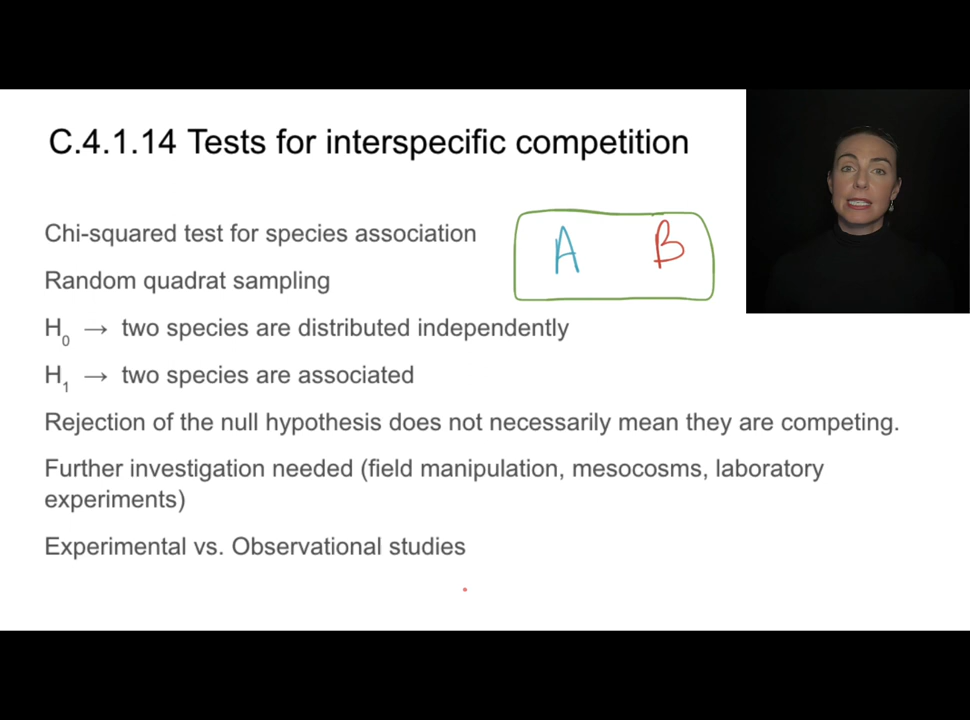 C.4.1.14 Tests for interspecific competition
Chi-squared test for species association
A B
Random quadrat sampling
H₀ → two species are distributed independently
H₁ → two species are associated
Rejection of the null hypothesis does not necessarily mean they are competing.
Further investigation needed (field manipulation, mesocosms, laboratory
experiments)
Experimental vs. Observational studies